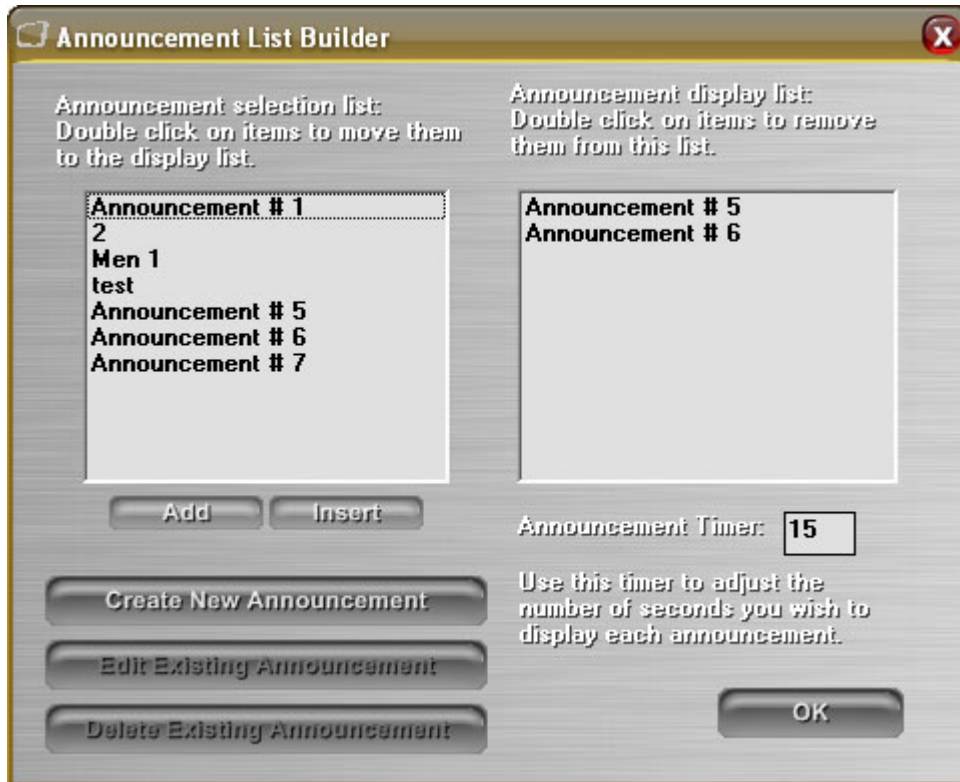 Announcement List Builder
Announcement selection list:
Double click on items to move them
to the display list.
Announcement # 1
2
Men 1
test
Announcement # 5
Announcement # 6
Announcement # 7
Add
Insert
Create New Announcement
Edit Existing Announcement
Delete Existing Announcement
Announcement display list:
Double click on items to remove
them from this list.
Announcement # 5
Announcement # 6
Announcement Timer:
15
Use this timer to adjust the
number of seconds you wish to
display each announcement.
OK